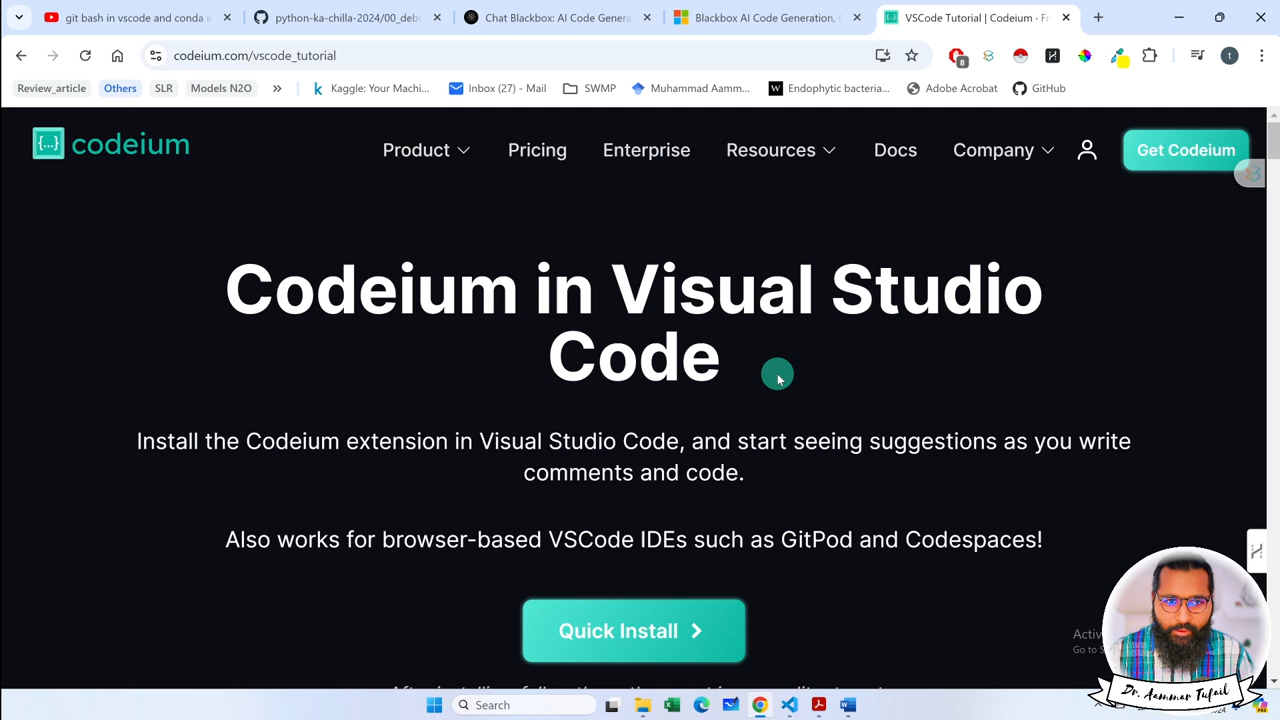 git bash in vscode and conda i
python-ka-chilla-2024/00_deb
Chat Blackbox: AI Code Genera
Blackbox AI Code Generation,
VSCode Tutorial | Codeium · Fr
codeium.com/vscode_tutorial
8
t
Review_article
Others
SLR
Models N2O
Kaggle: Your Machi...
Inbox (27) - Mail
SWMP
Muhammad Aamm...
Endophytic bacteria...
Adobe Acrobat
GitHub
codeium
Product
Pricing
Enterprise
Resources
Docs
Company
Get Codeium
Codeium in Visual Studio
Code
Install the Codeium extension in Visual Studio Code, and start seeing suggestions as you write
comments and code.
Also works for browser-based VSCode IDEs such as GitPod and Codespaces!
Quick Install
Activ
Go to S
Dr. Aammar Tufail
Search